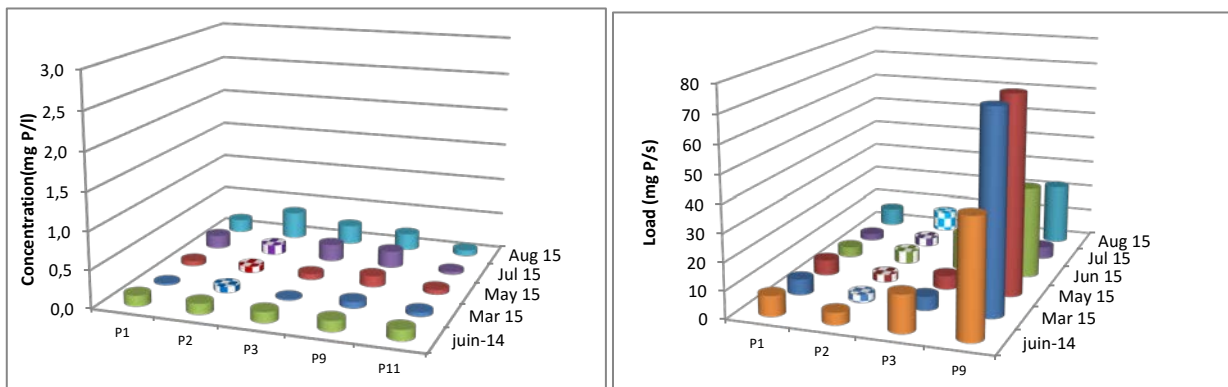 Concentration(mg P/l)
3,0
2,5
2,0
1,5
1,0
0,5
0,0
P1
P2
P3
P9
P11
juin-14
Mar 15
May 15
Jul 15
Aug 15
Load (mg P/s)
80
70
60
50
40
30
20
10
0
P1
P2
P3
P9
juin-14
Mar 15
May 15
Jun 15
Jul 15
Aug 15